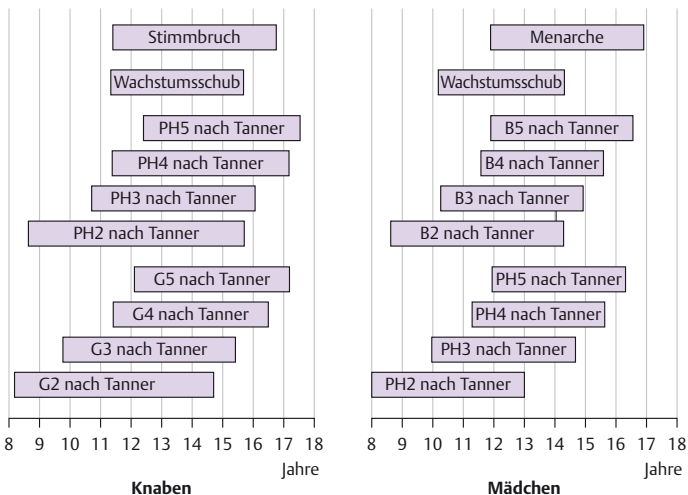 Stimmbruch
Wachstumsschub
PH5 nach Tanner
PH4 nach Tanner
PH3 nach Tanner
PH2 nach Tanner
G5 nach Tanner
G4 nach Tanner
G3 nach Tanner
G2 nach Tanner
8 9 10 11 12 13 14 15 16 17 18
Jahre
Knaben
Menarche
Wachstumsschub
B5 nach Tanner
B4 nach Tanner
B3 nach Tanner
B2 nach Tanner
PH5 nach Tanner
PH4 nach Tanner
PH3 nach Tanner
PH2 nach Tanner
8 9 10 11 12 13 14 15 16 17 18
Jahre
Mädchen